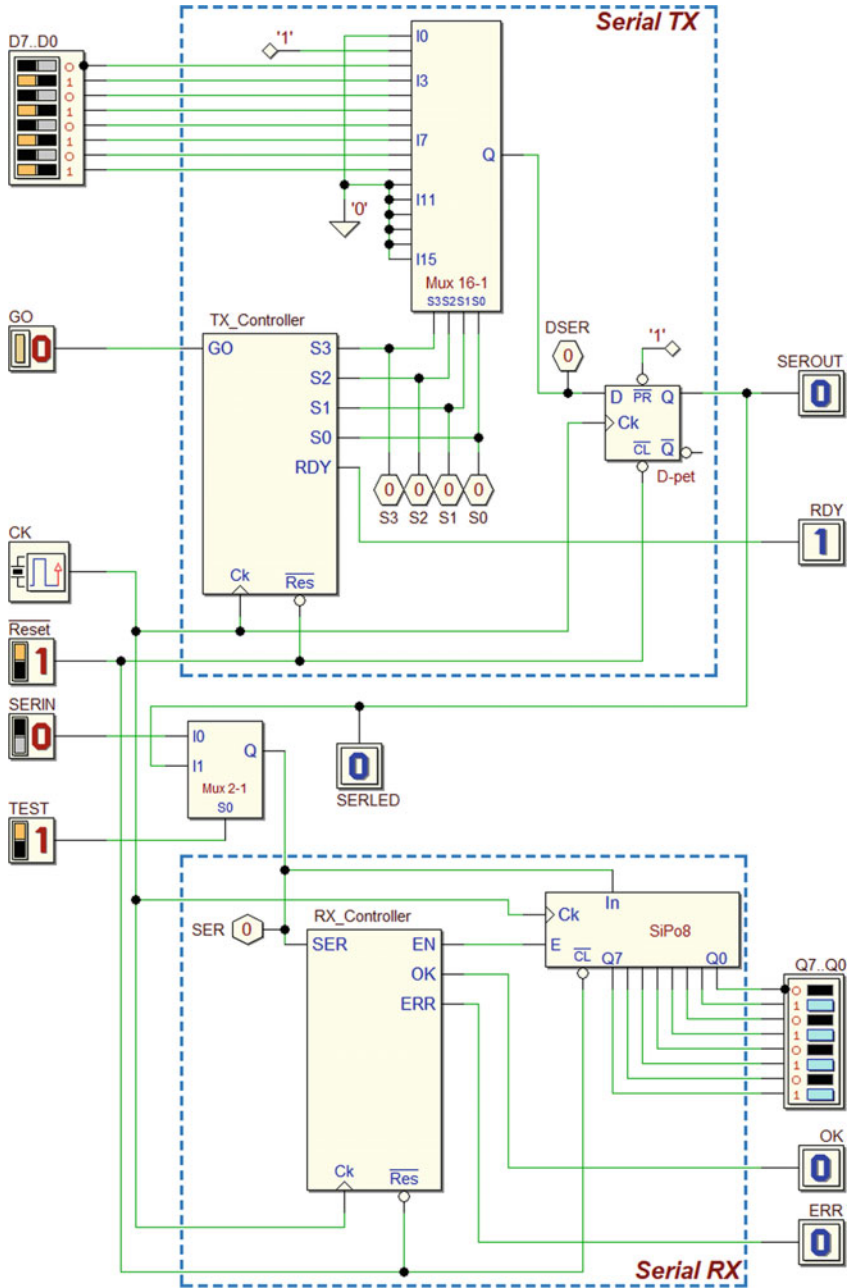 Serial TX
D7..D0
'1'
I0
0
1
I3
0
1
0
1
I7
0
1
Q
I11
'0'
I15
Mux 16-1
S3 S2 S1 S0
GO
0
TX_Controller
GO
S3
S2
S1
S0
RDY
Ck
Res
0 0 0 0
S3 S2 S1 S0
DSER
0
'1'
D PR Q
Ck
CL Q
D-pet
SEROUT
0
RDY
1
CK
Reset
1
SERIN
0
I0
I1
Q
Mux 2-1
S0
0
SERLED
TEST
1
SER 0
RX_Controller
SER
EN
OK
ERR
Ck
Res
In
Ck
SiPo8
E
CL
Q7
Q0
Q7..Q0
0
1
0
1
0
1
0
1
OK
0
ERR
0
Serial RX